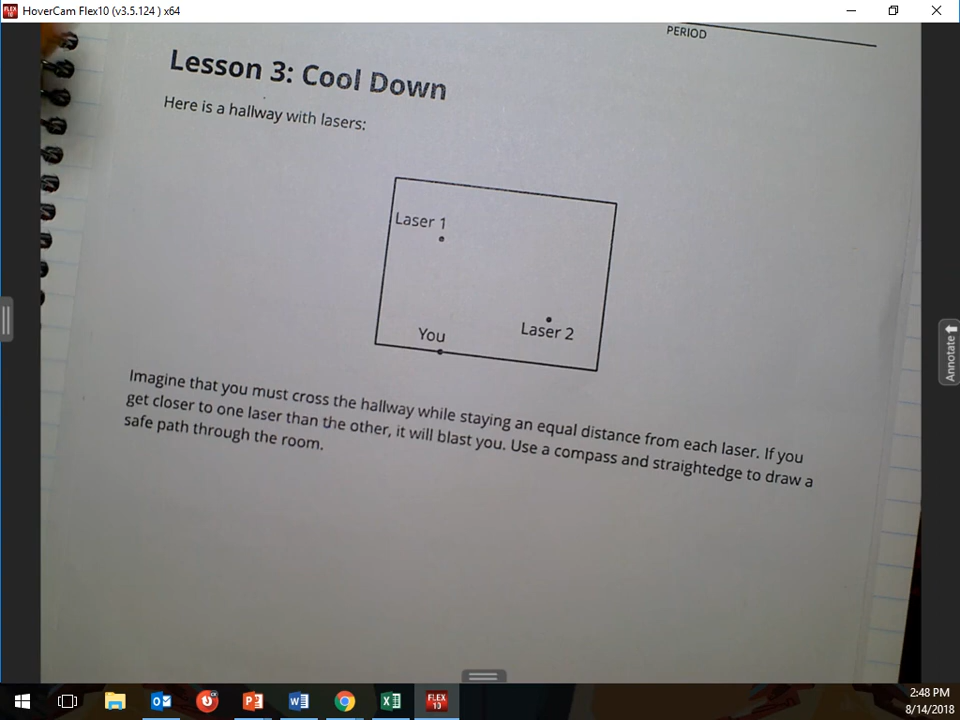 HoverCam Flex10 (v3.5.124 ) x64
PERIOD
Lesson 3: Cool Down
Here is a hallway with lasers:
Laser 1
You
Laser 2
Imagine that you must cross the hallway while staying an equal distance from each laser. If you
get closer to one laser than the other, it will blast you. Use a compass and straightedge to draw a
safe path through the room.
Annotate
FLEX
10
2:48 PM
8/14/2018